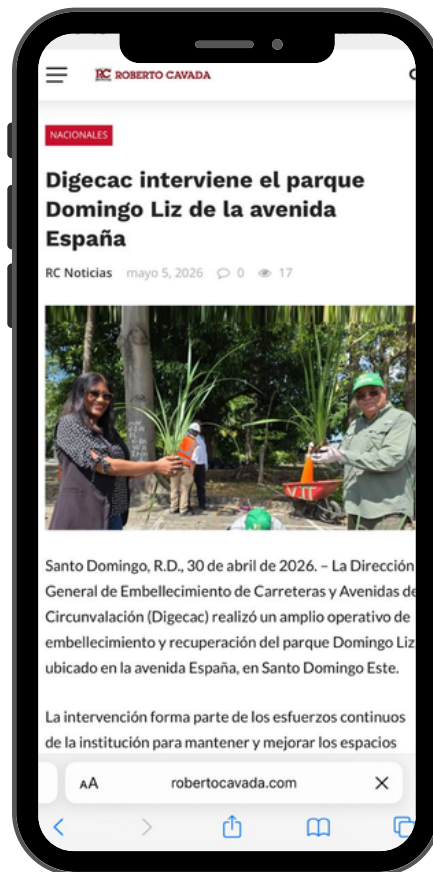 RC ROBERTO CAVADA
NACIONALES
Digecac interviene el parque
Domingo Liz de la avenida
España
RC Noticias mayo 5, 2026 0 17
Santo Domingo, R.D., 30 de abril de 2026. – La Dirección
General de Embellecimiento de Carreteras y Avenidas de
Circunvalación (Digecac) realizó un amplio operativo de
embellecimiento y recuperación del parque Domingo Liz
ubicado en la avenida España, en Santo Domingo Este.
La intervención forma parte de los esfuerzos continuos
de la institución para mantener y mejorar los espacios
AA robertocavada.com